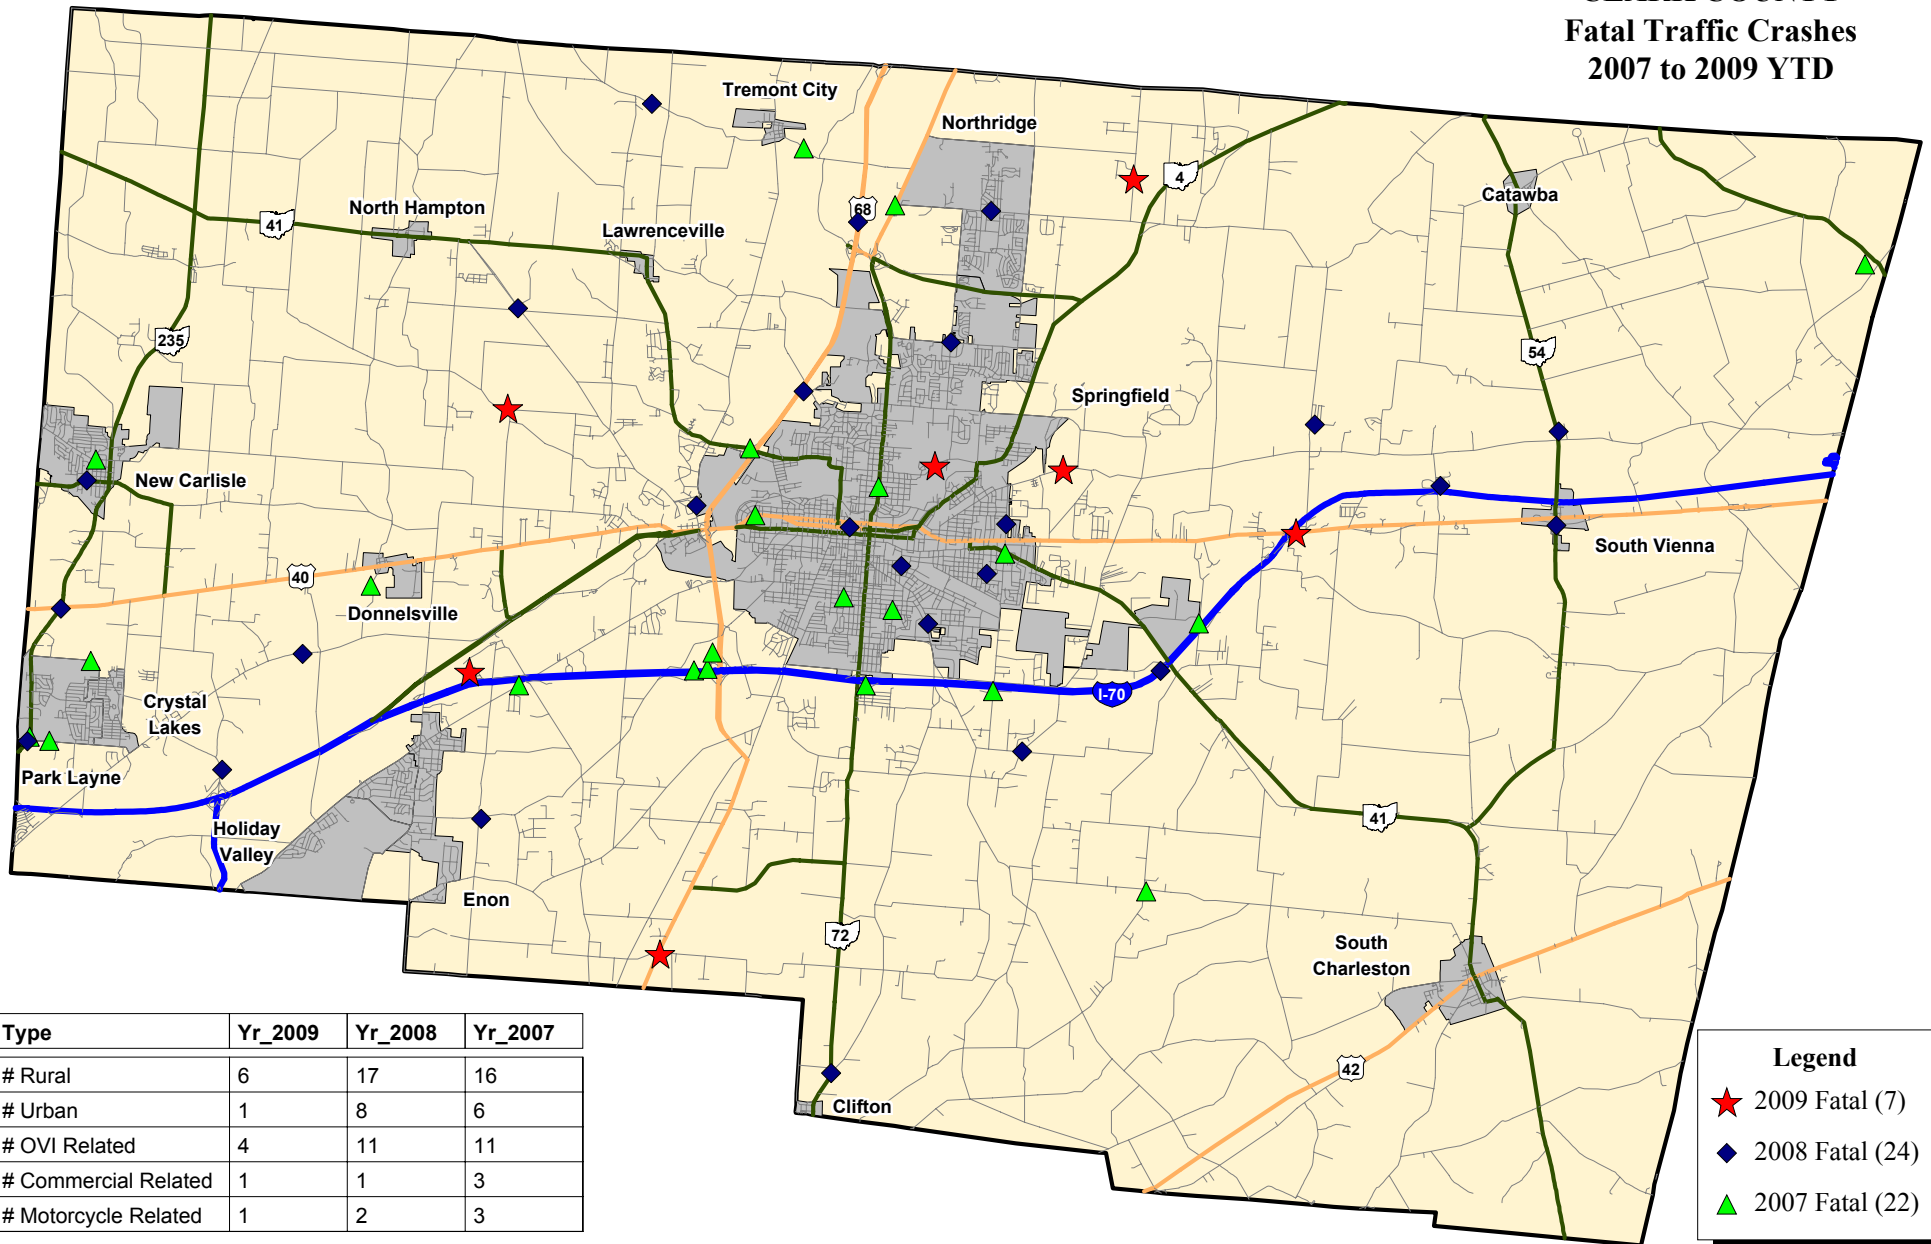 Fatal Traffic Crashes
2007 to 2009 YTD
Tremont City
Northridge
4
Catawba
North Hampton
68
41
Lawrenceville
235
54
Springfield
New Carlisle
South Vienna
40
Donnelsville
Crystal
Lakes
I-70
Park Layne
41
Holiday
Valley
Enon
72
South
Charleston
42
Clifton
Type Yr_2009 Yr_2008 Yr_2007
# Rural 6 17 16
# Urban 1 8 6
# OVI Related 4 11 11
# Commercial Related 1 1 3
# Motorcycle Related 1 2 3
Legend
2009 Fatal (7)
2008 Fatal (24)
2007 Fatal (22)